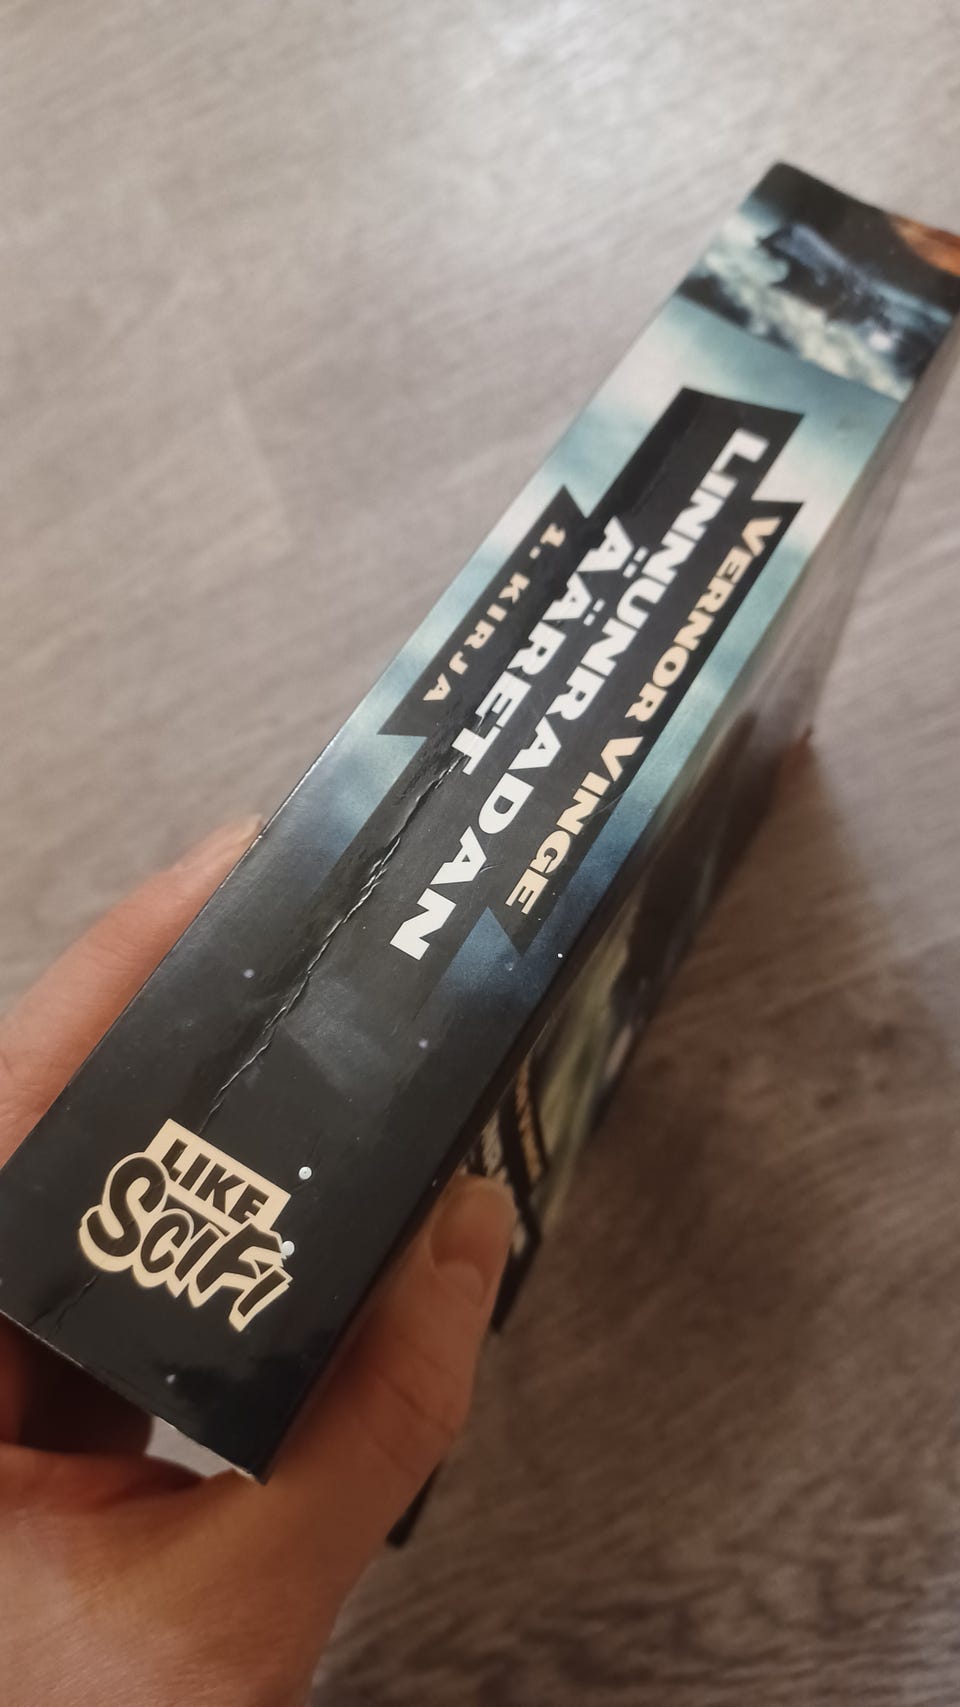 VERNOR VINGE
LINNUNRADAN
ÄÄRET
1. KIRJA
LIKE
SCIFI